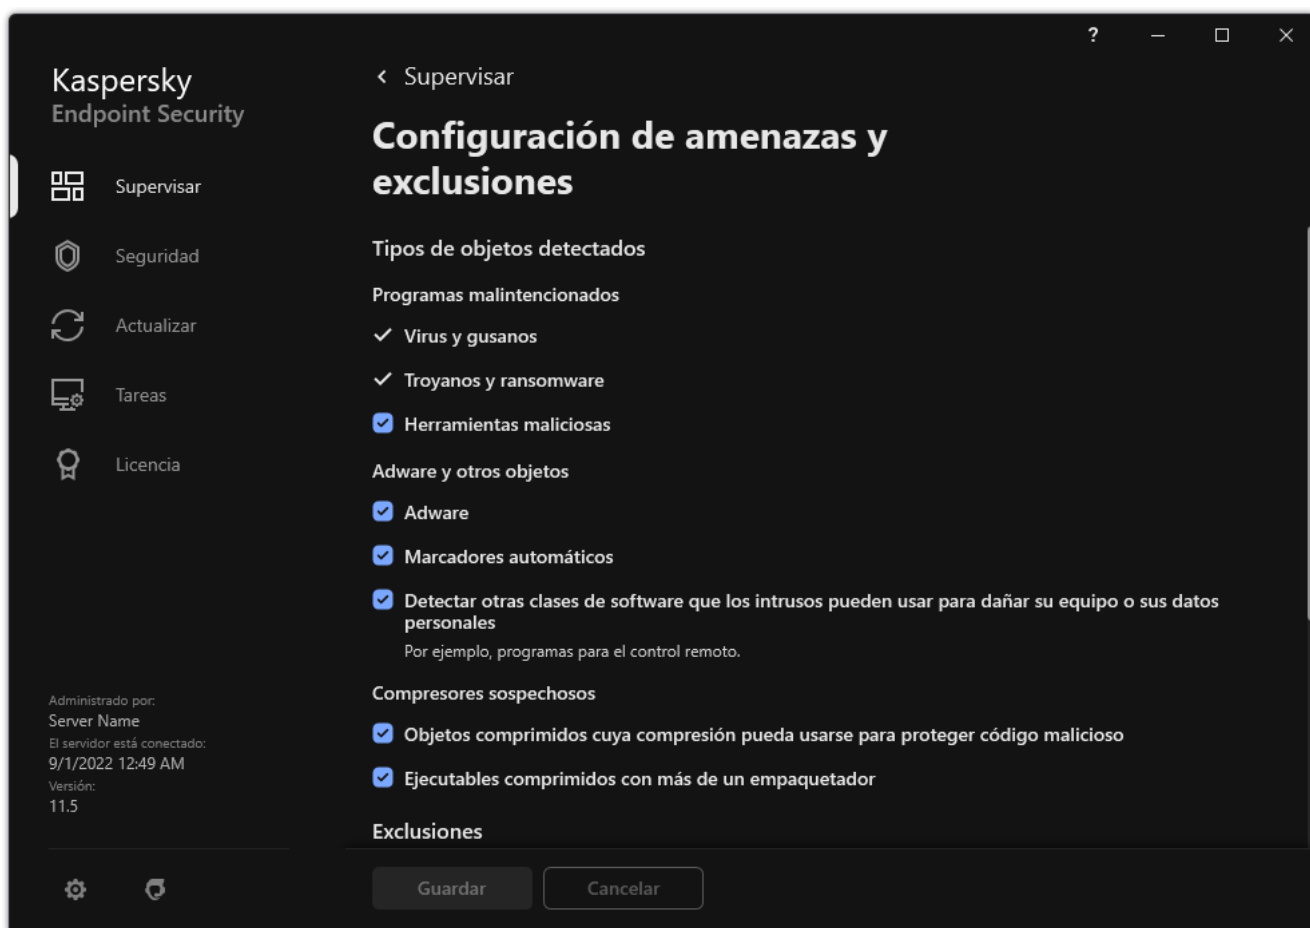 ?
Kaspersky
Endpoint Security
Supervisar
Seguridad
Actualizar
Tareas
Licencia
Administrado por:
Server Name
El servidor está conectado:
9/1/2022 12:49 AM
Versión:
11.5
Supervisar
Configuración de amenazas y
exclusiones
Tipos de objetos detectados
Programas malintencionados
Virus y gusanos
Troyanos y ransomware
Herramientas maliciosas
Adware y otros objetos
Adware
Marcadores automáticos
Detectar otras clases de software que los intrusos pueden usar para dañar su equipo o sus datos
personales
Por ejemplo, programas para el control remoto.
Compresores sospechosos
Objetos comprimidos cuya compresión pueda usarse para proteger código malicioso
Ejecutables comprimidos con más de un empaquetador
Exclusiones
Guardar
Cancelar